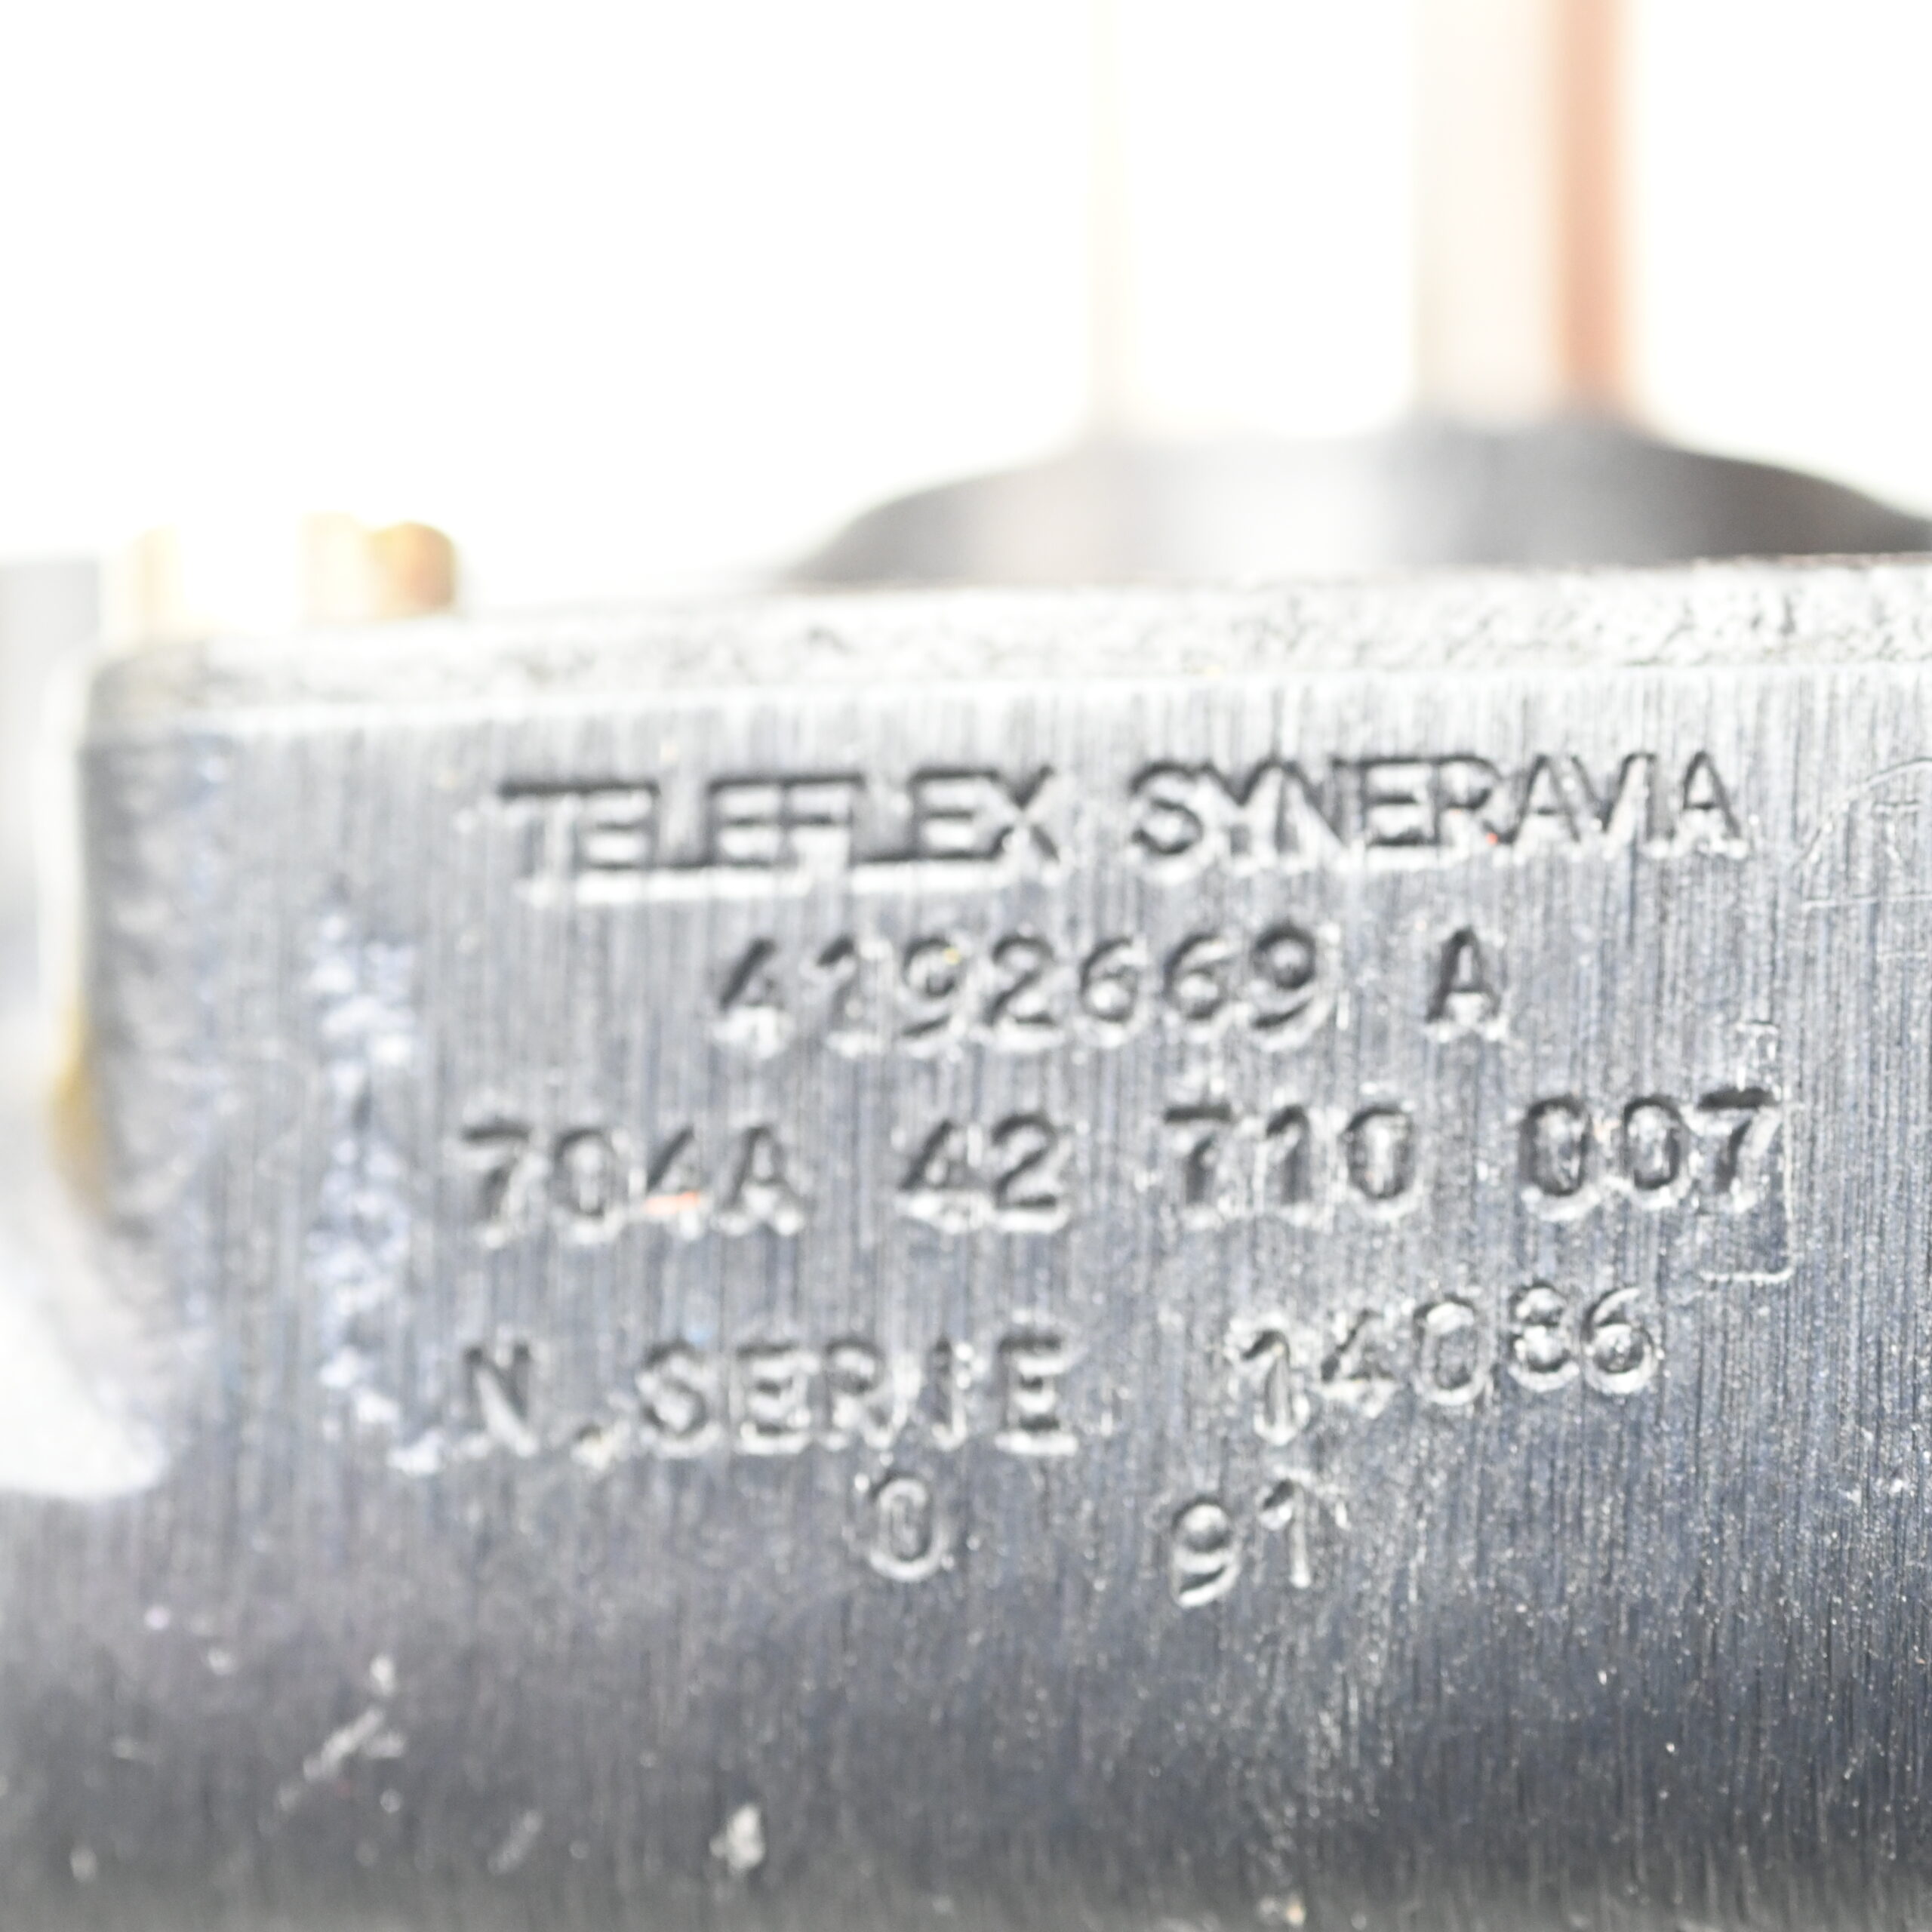 TELEFLEX SYNERAVIA
4192669 A
704A 42 710 007
N.SERIE 14086
0 91